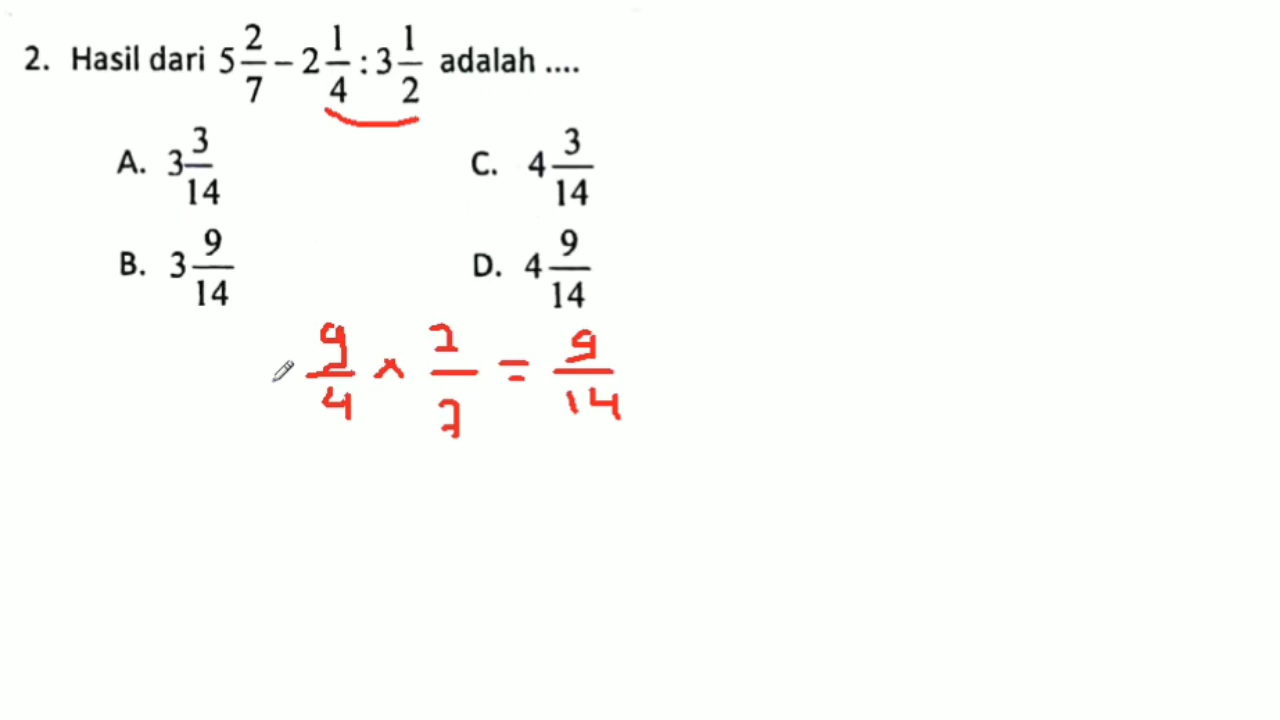 2. Hasil dari 5 2/7 – 2 1/4 : 3 1/2 adalah ....
A. 3 3/14
C. 4 3/14
B. 3 9/14
D. 4 9/14
9/4 × 2/7 = 9/14